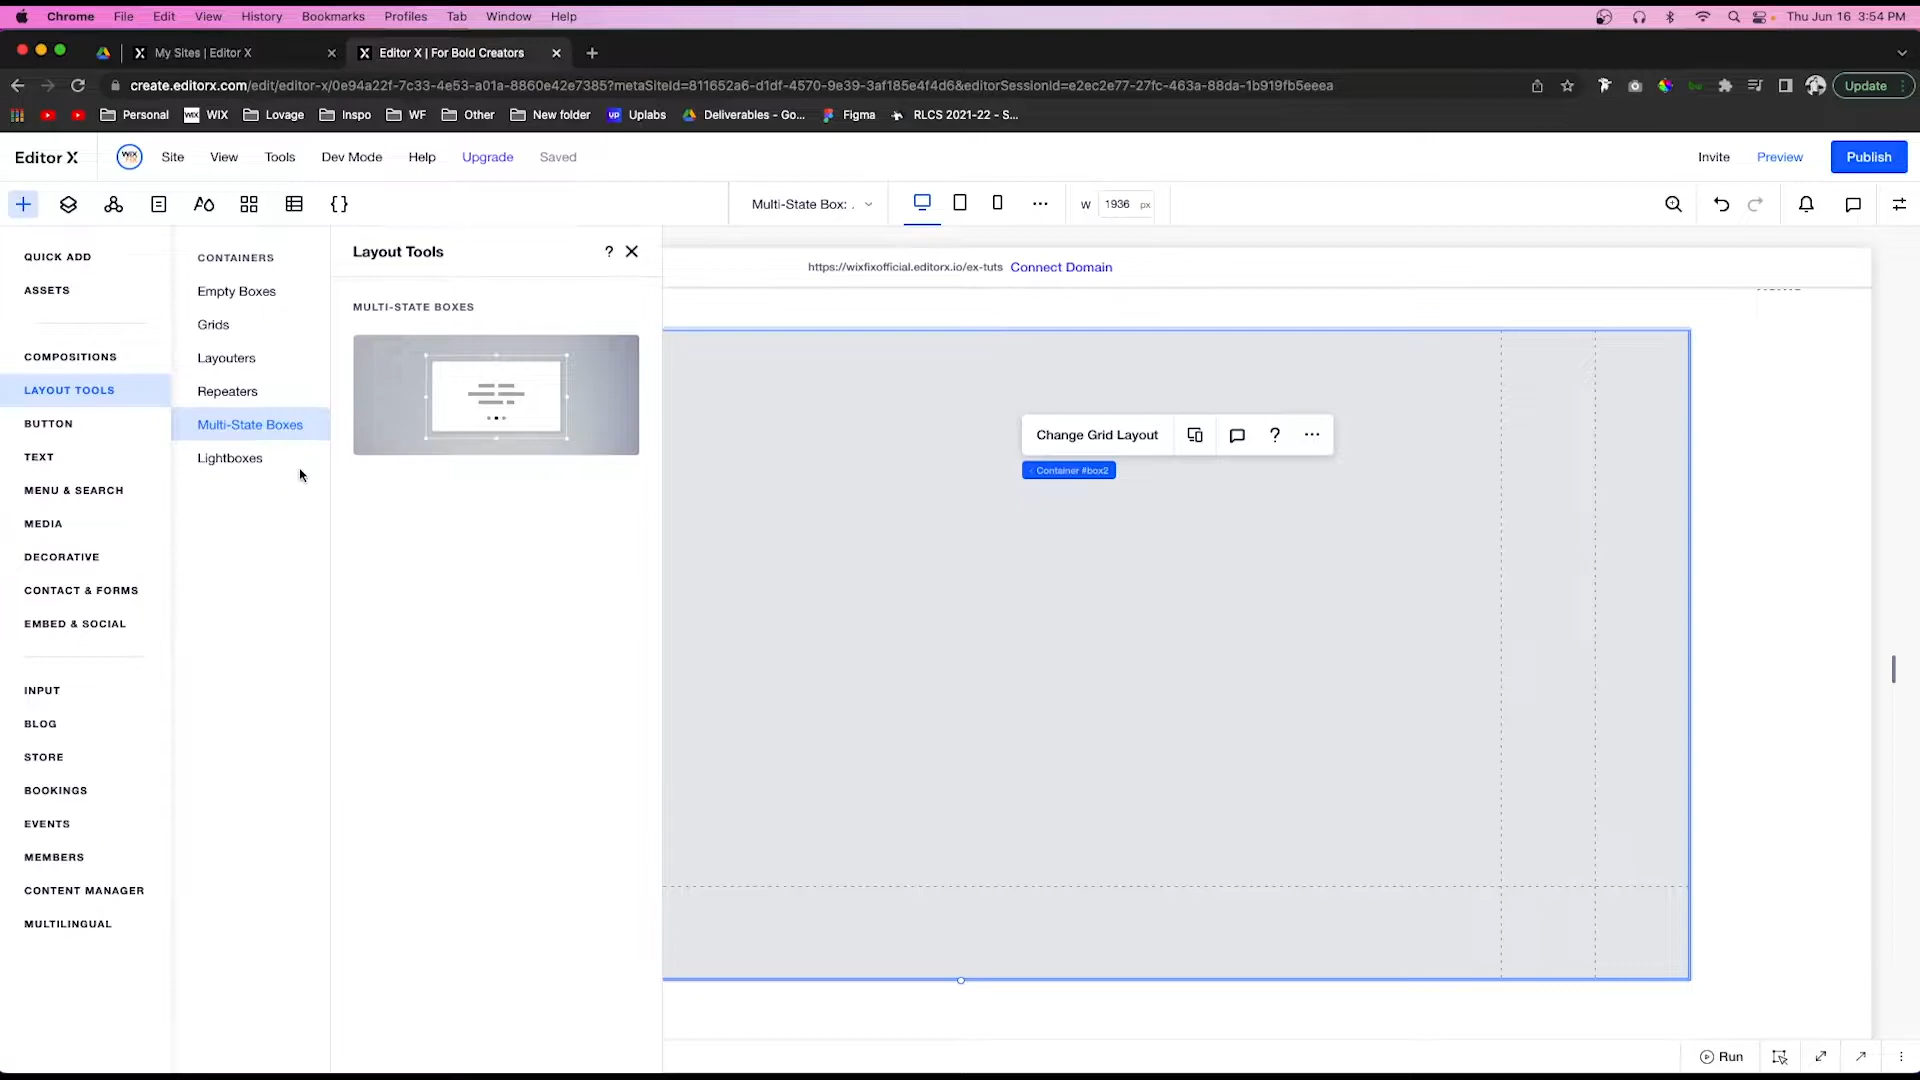 Chrome File Edit View History Bookmarks Profiles Tab Window Help Thu Jun 16 3:54 PM
My Sites | Editor X
Editor X | For Bold Creators
create.editorx.com/edit/editor-x/0e94a22f-7c33-4e53-a01a-8860e42e7385?metaSiteId=811652a6-d1df-4570-9e39-3af185e4f4d6&editorSessionId=e2ec2e77-27fc-463a-88da-1b919fb5eeea
Update
Personal WIX Lovage Inspo WF Other New folder Uplabs Deliverables - Go... Figma RLCS 2021-22 - S...
Editor X WIX FIX Site View Tools Dev Mode Help Upgrade Saved Invite Preview Publish
Multi-State Box: . W 1936 px
QUICK ADD
ASSETS
COMPOSITIONS
LAYOUT TOOLS
BUTTON
TEXT
MENU & SEARCH
MEDIA
DECORATIVE
CONTACT & FORMS
EMBED & SOCIAL
INPUT
BLOG
STORE
BOOKINGS
EVENTS
MEMBERS
CONTENT MANAGER
MULTILINGUAL
CONTAINERS
Empty Boxes
Grids
Layouters
Repeaters
Multi-State Boxes
Lightboxes
Layout Tools ?
MULTI-STATE BOXES
https://wixfixofficial.editorx.io/ex-tuts Connect Domain
Change Grid Layout ?
‹ Container #box2
Run